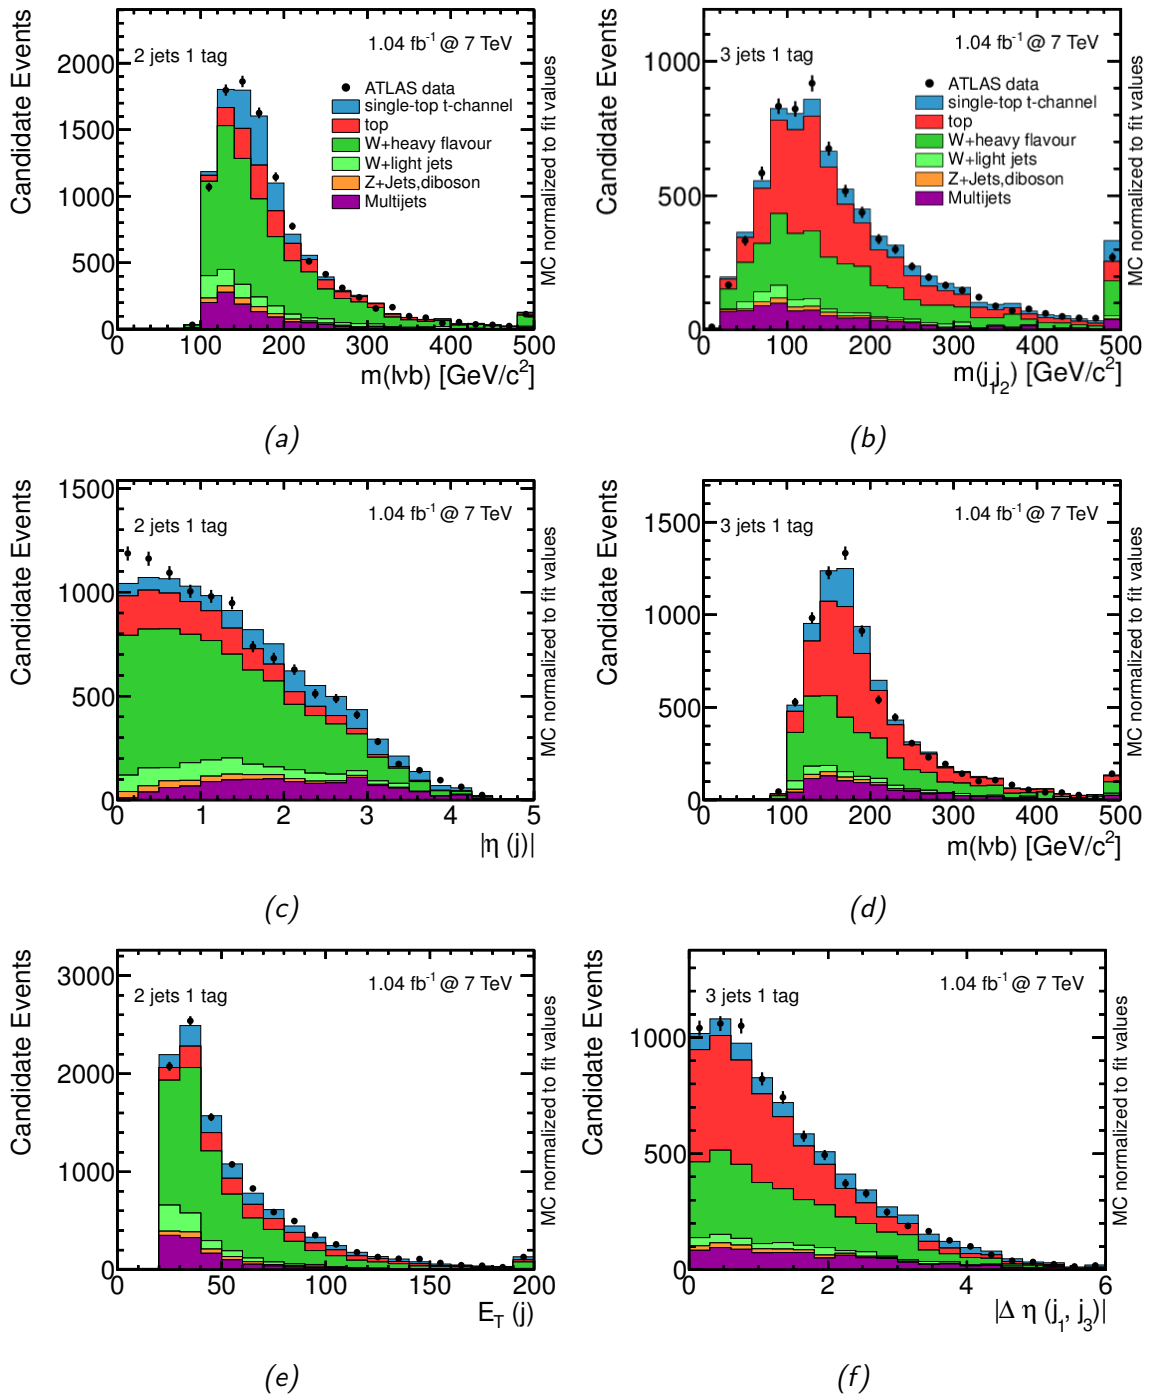 2 jets 1 tag
1.04 fb⁻¹ @ 7 TeV
ATLAS data
single-top t-channel
top
W+heavy flavour
W+light jets
Z+Jets,diboson
Multijets
Candidate Events
MC normalized to fit values
2000
1500
1000
500
0
0 100 200 300 400 500
m(lνb) [GeV/c²]
(a)
3 jets 1 tag
1.04 fb⁻¹ @ 7 TeV
ATLAS data
single-top t-channel
top
W+heavy flavour
W+light jets
Z+Jets,diboson
Multijets
Candidate Events
MC normalized to fit values
1000
500
0
0 100 200 300 400 500
m(j₁j₂) [GeV/c²]
(b)
2 jets 1 tag
1.04 fb⁻¹ @ 7 TeV
Candidate Events
MC normalized to fit values
1500
1000
500
0
0 1 2 3 4 5
|η (j)|
(c)
3 jets 1 tag
1.04 fb⁻¹ @ 7 TeV
Candidate Events
MC normalized to fit values
1500
1000
500
0
0 100 200 300 400 500
m(lνb) [GeV/c²]
(d)
2 jets 1 tag
1.04 fb⁻¹ @ 7 TeV
Candidate Events
MC normalized to fit values
3000
2000
1000
0
0 50 100 150 200
E_T (j)
(e)
3 jets 1 tag
1.04 fb⁻¹ @ 7 TeV
Candidate Events
MC normalized to fit values
1000
500
0
0 2 4 6
|Δ η (j₁, j₃)|
(f)